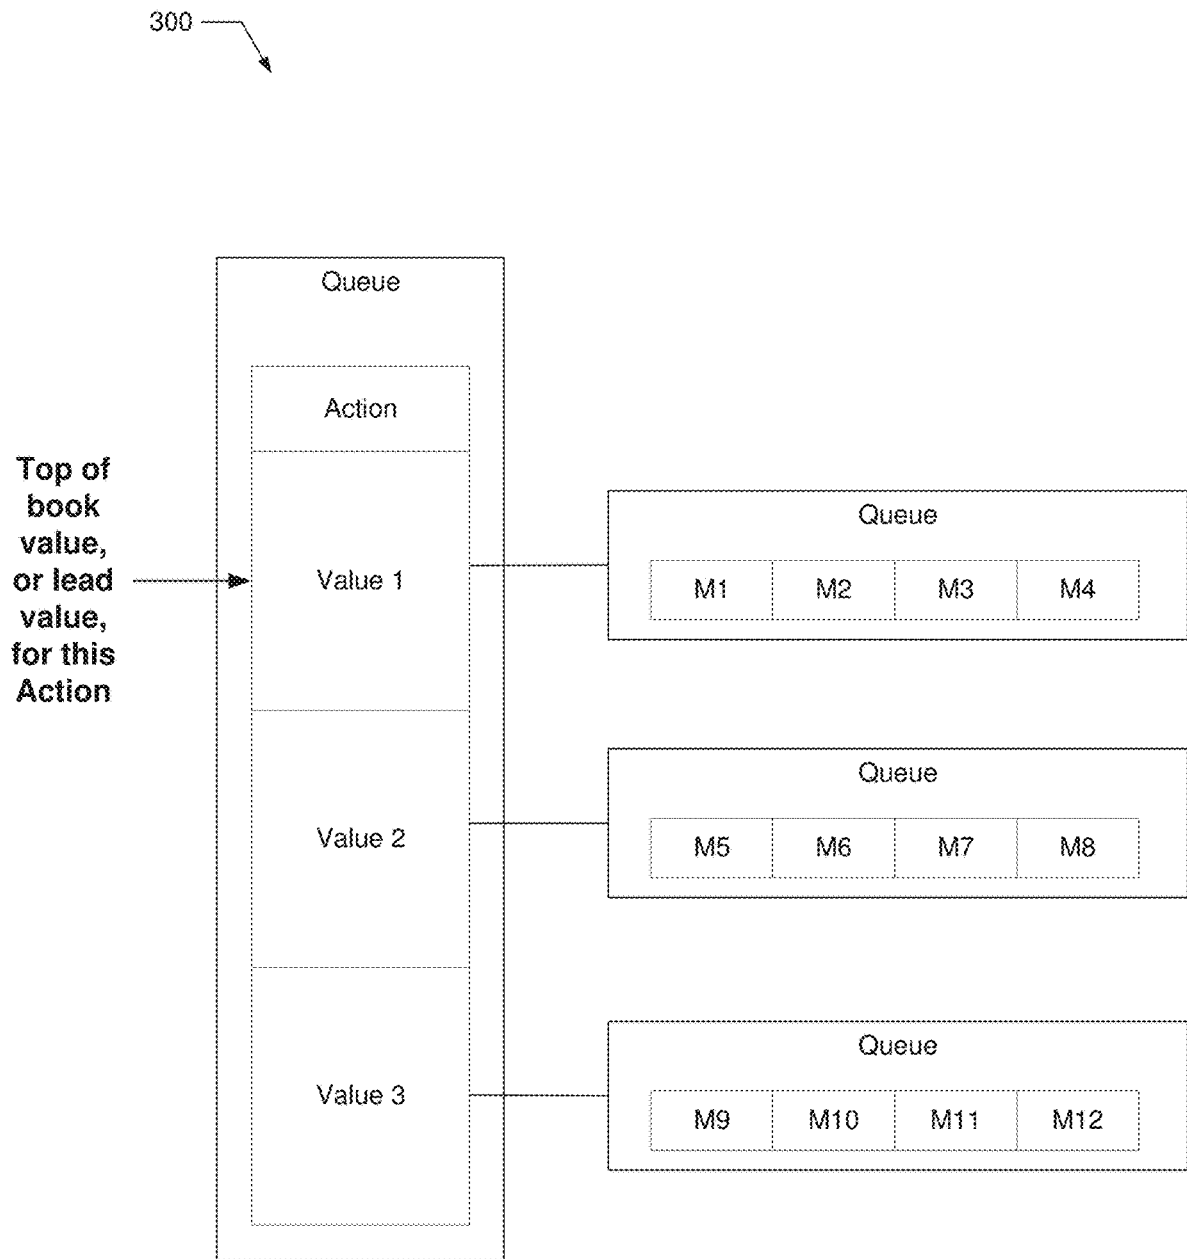 300
Queue
Action
Top of
book
value,
or lead
value,
for this
Action
Value 1
Queue
M1 M2 M3 M4
Value 2
Queue
M5 M6 M7 M8
Value 3
Queue
M9 M10 M11 M12